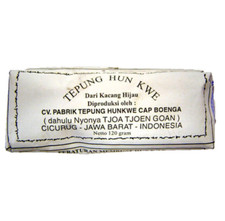 TEPUNG HUN KWE
Dari Kacang Hijau
Diproduksi oleh :
CV. PABRIK TEPUNG HUNKWE CAP BOENGA
( dahulu Nyonya TJOA TJOEN GOAN )
CICURUG - JAWA BARAT - INDONESIA
Netto 120 gram